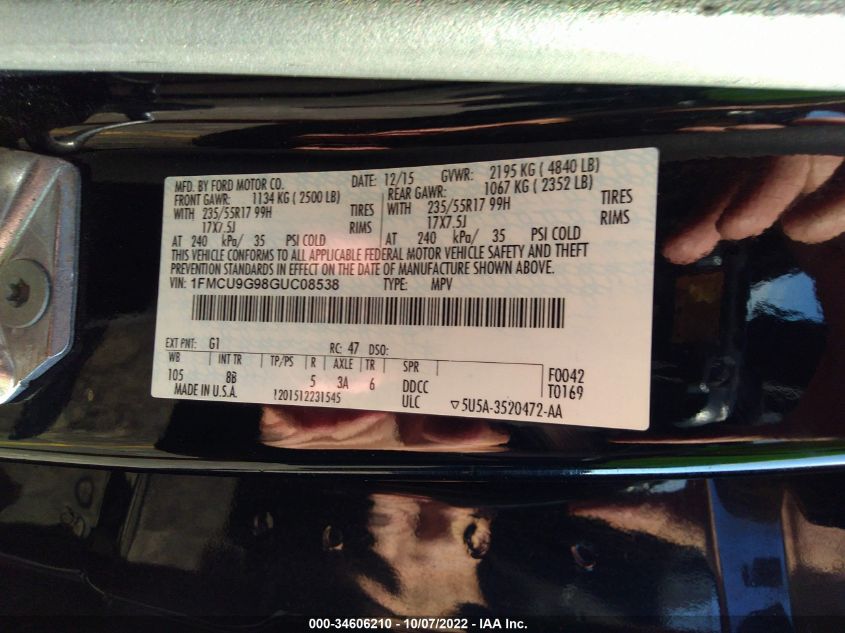 MFD. BY FORD MOTOR CO. DATE: 12/15 GVWR: 2195 KG ( 4840 LB)
FRONT GAWR: 1134 KG ( 2500 LB) REAR GAWR: 1067 KG ( 2352 LB)
WITH 235/55R17 99H TIRES WITH 235/55R17 99H TIRES
17X7.5J RIMS 17X7.5J RIMS
AT 240 kPa/ 35 PSI COLD AT 240 kPa/ 35 PSI COLD
THIS VEHICLE CONFORMS TO ALL APPLICABLE FEDERAL MOTOR VEHICLE SAFETY AND THEFT
PREVENTION STANDARDS IN EFFECT ON THE DATE OF MANUFACTURE SHOWN ABOVE.
VIN: 1FMCU9G98GUC08538 TYPE: MPV
EXT PNT: G1 RC: 47 DSO:
WB INT TR TP/PS R AXLE TR SPR F0042
105 8B 5 3A 6 DDCC T0169
MADE IN U.S.A. 1201512231545 ULC ▽5U5A-3520472-AA
000-34606210 - 10/07/2022 - IAA Inc.